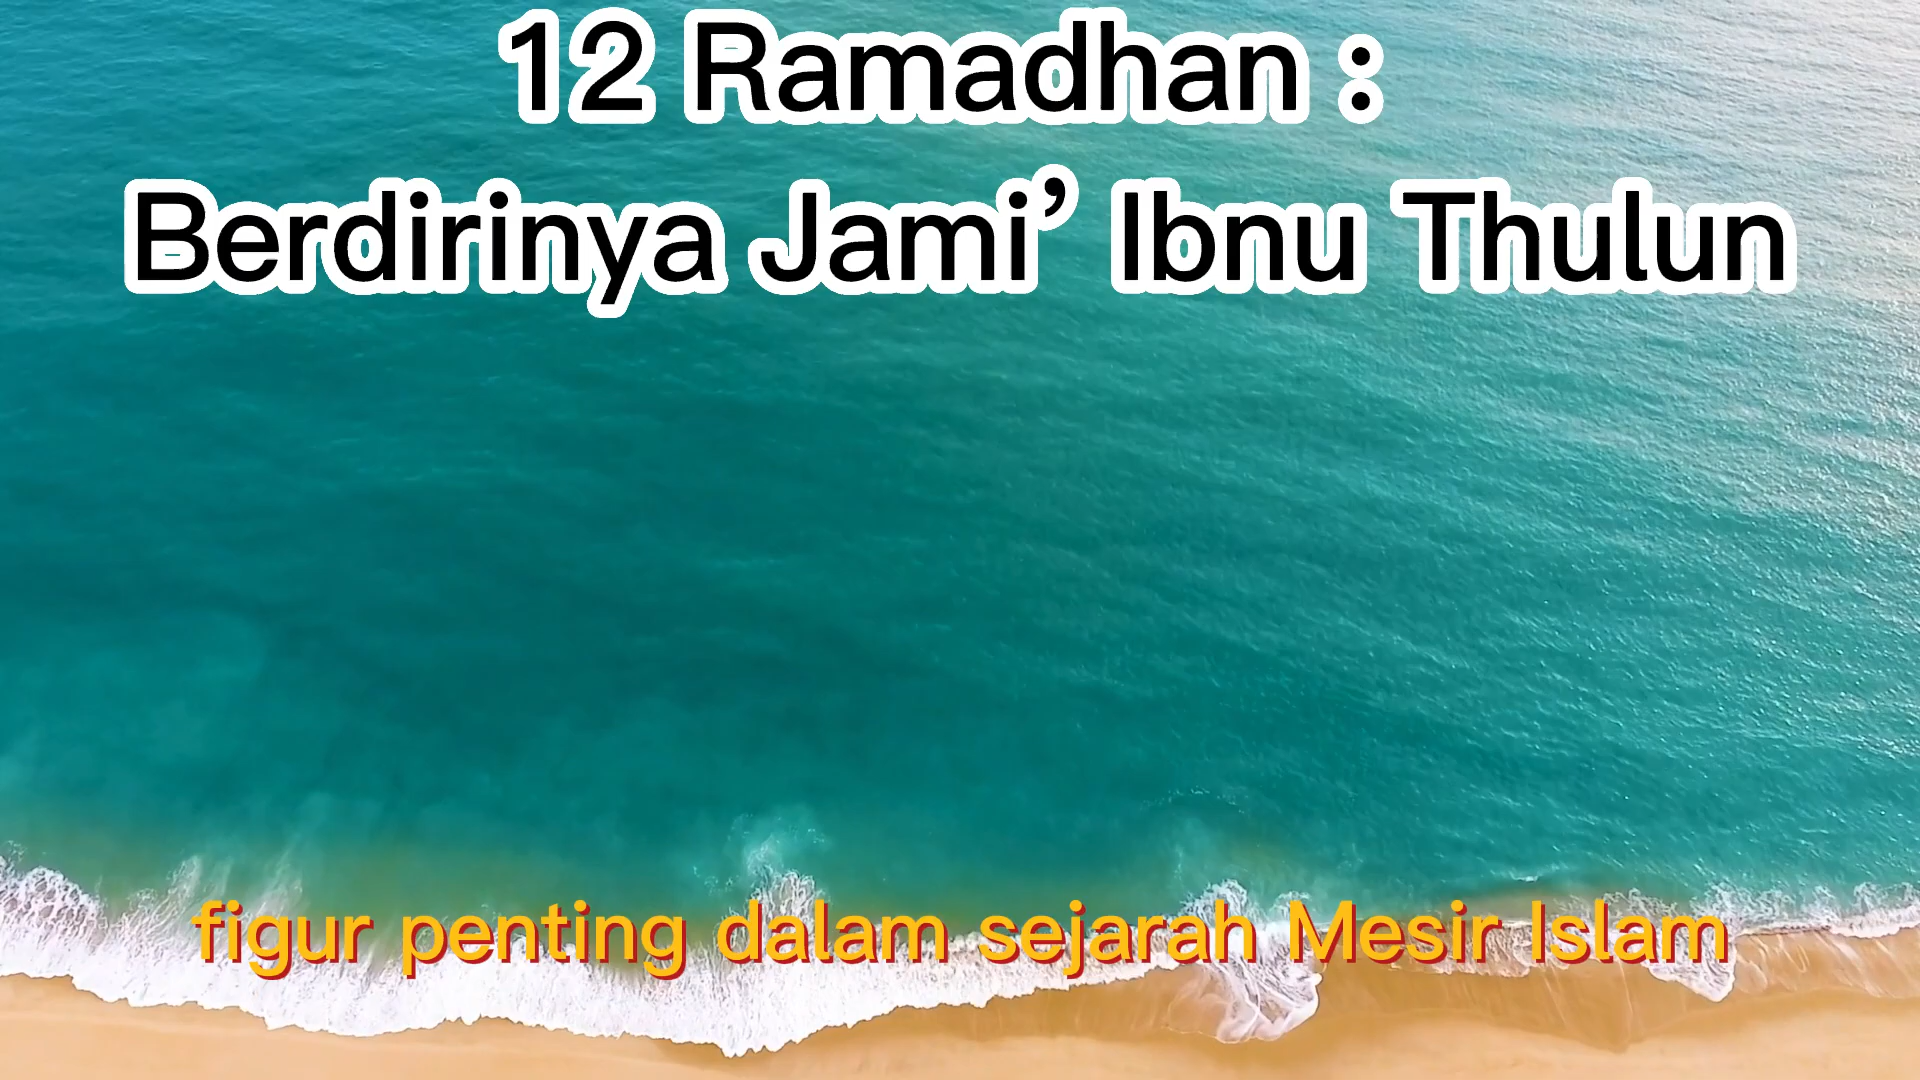 12 Ramadhan :
Berdirinya Jami’ Ibnu Thulun
figur penting dalam sejarah Mesir Islam